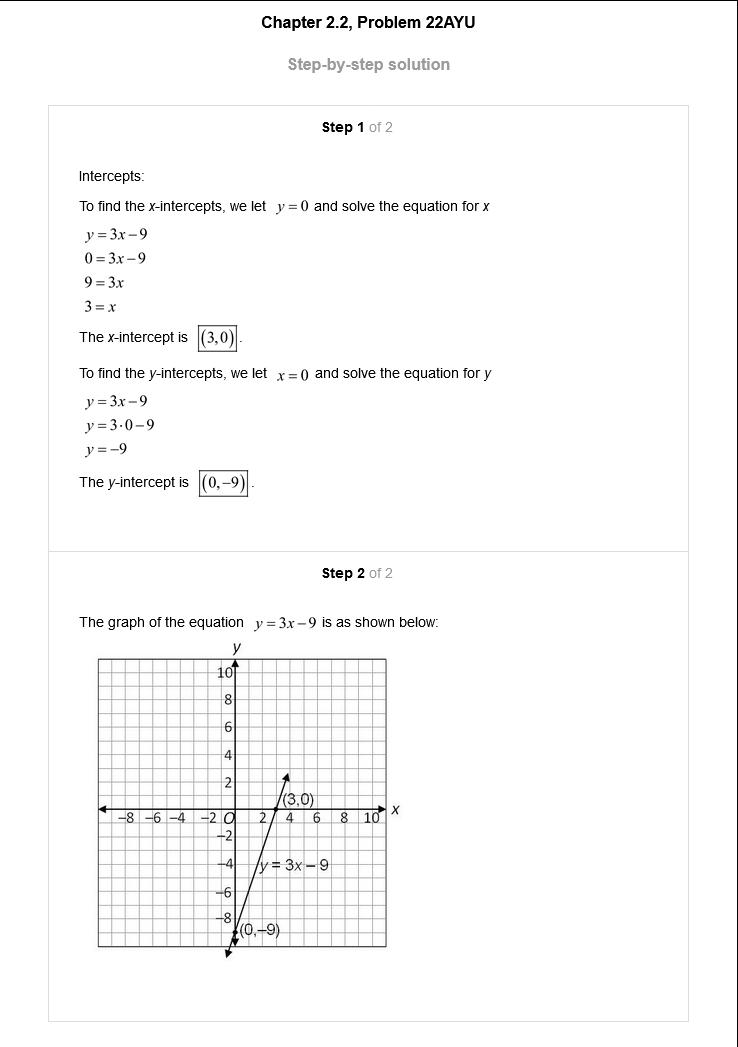 Chapter 2.2, Problem 22AYU
Step-by-step solution
Step 1 of 2
Intercepts:
To find the x-intercepts, we let y = 0 and solve the equation for x
y = 3x − 9
0 = 3x − 9
9 = 3x
3 = x
The x-intercept is (3,0).
To find the y-intercepts, we let x = 0 and solve the equation for y
y = 3x − 9
y = 3·0 − 9
y = −9
The y-intercept is (0,−9).
Step 2 of 2
The graph of the equation y = 3x − 9 is as shown below:
y
10
8
6
4
2
(3,0)
x
−8 −6 −4 −2 O 2 4 6 8 10
−2
−4
y = 3x − 9
−6
−8
(0,−9)